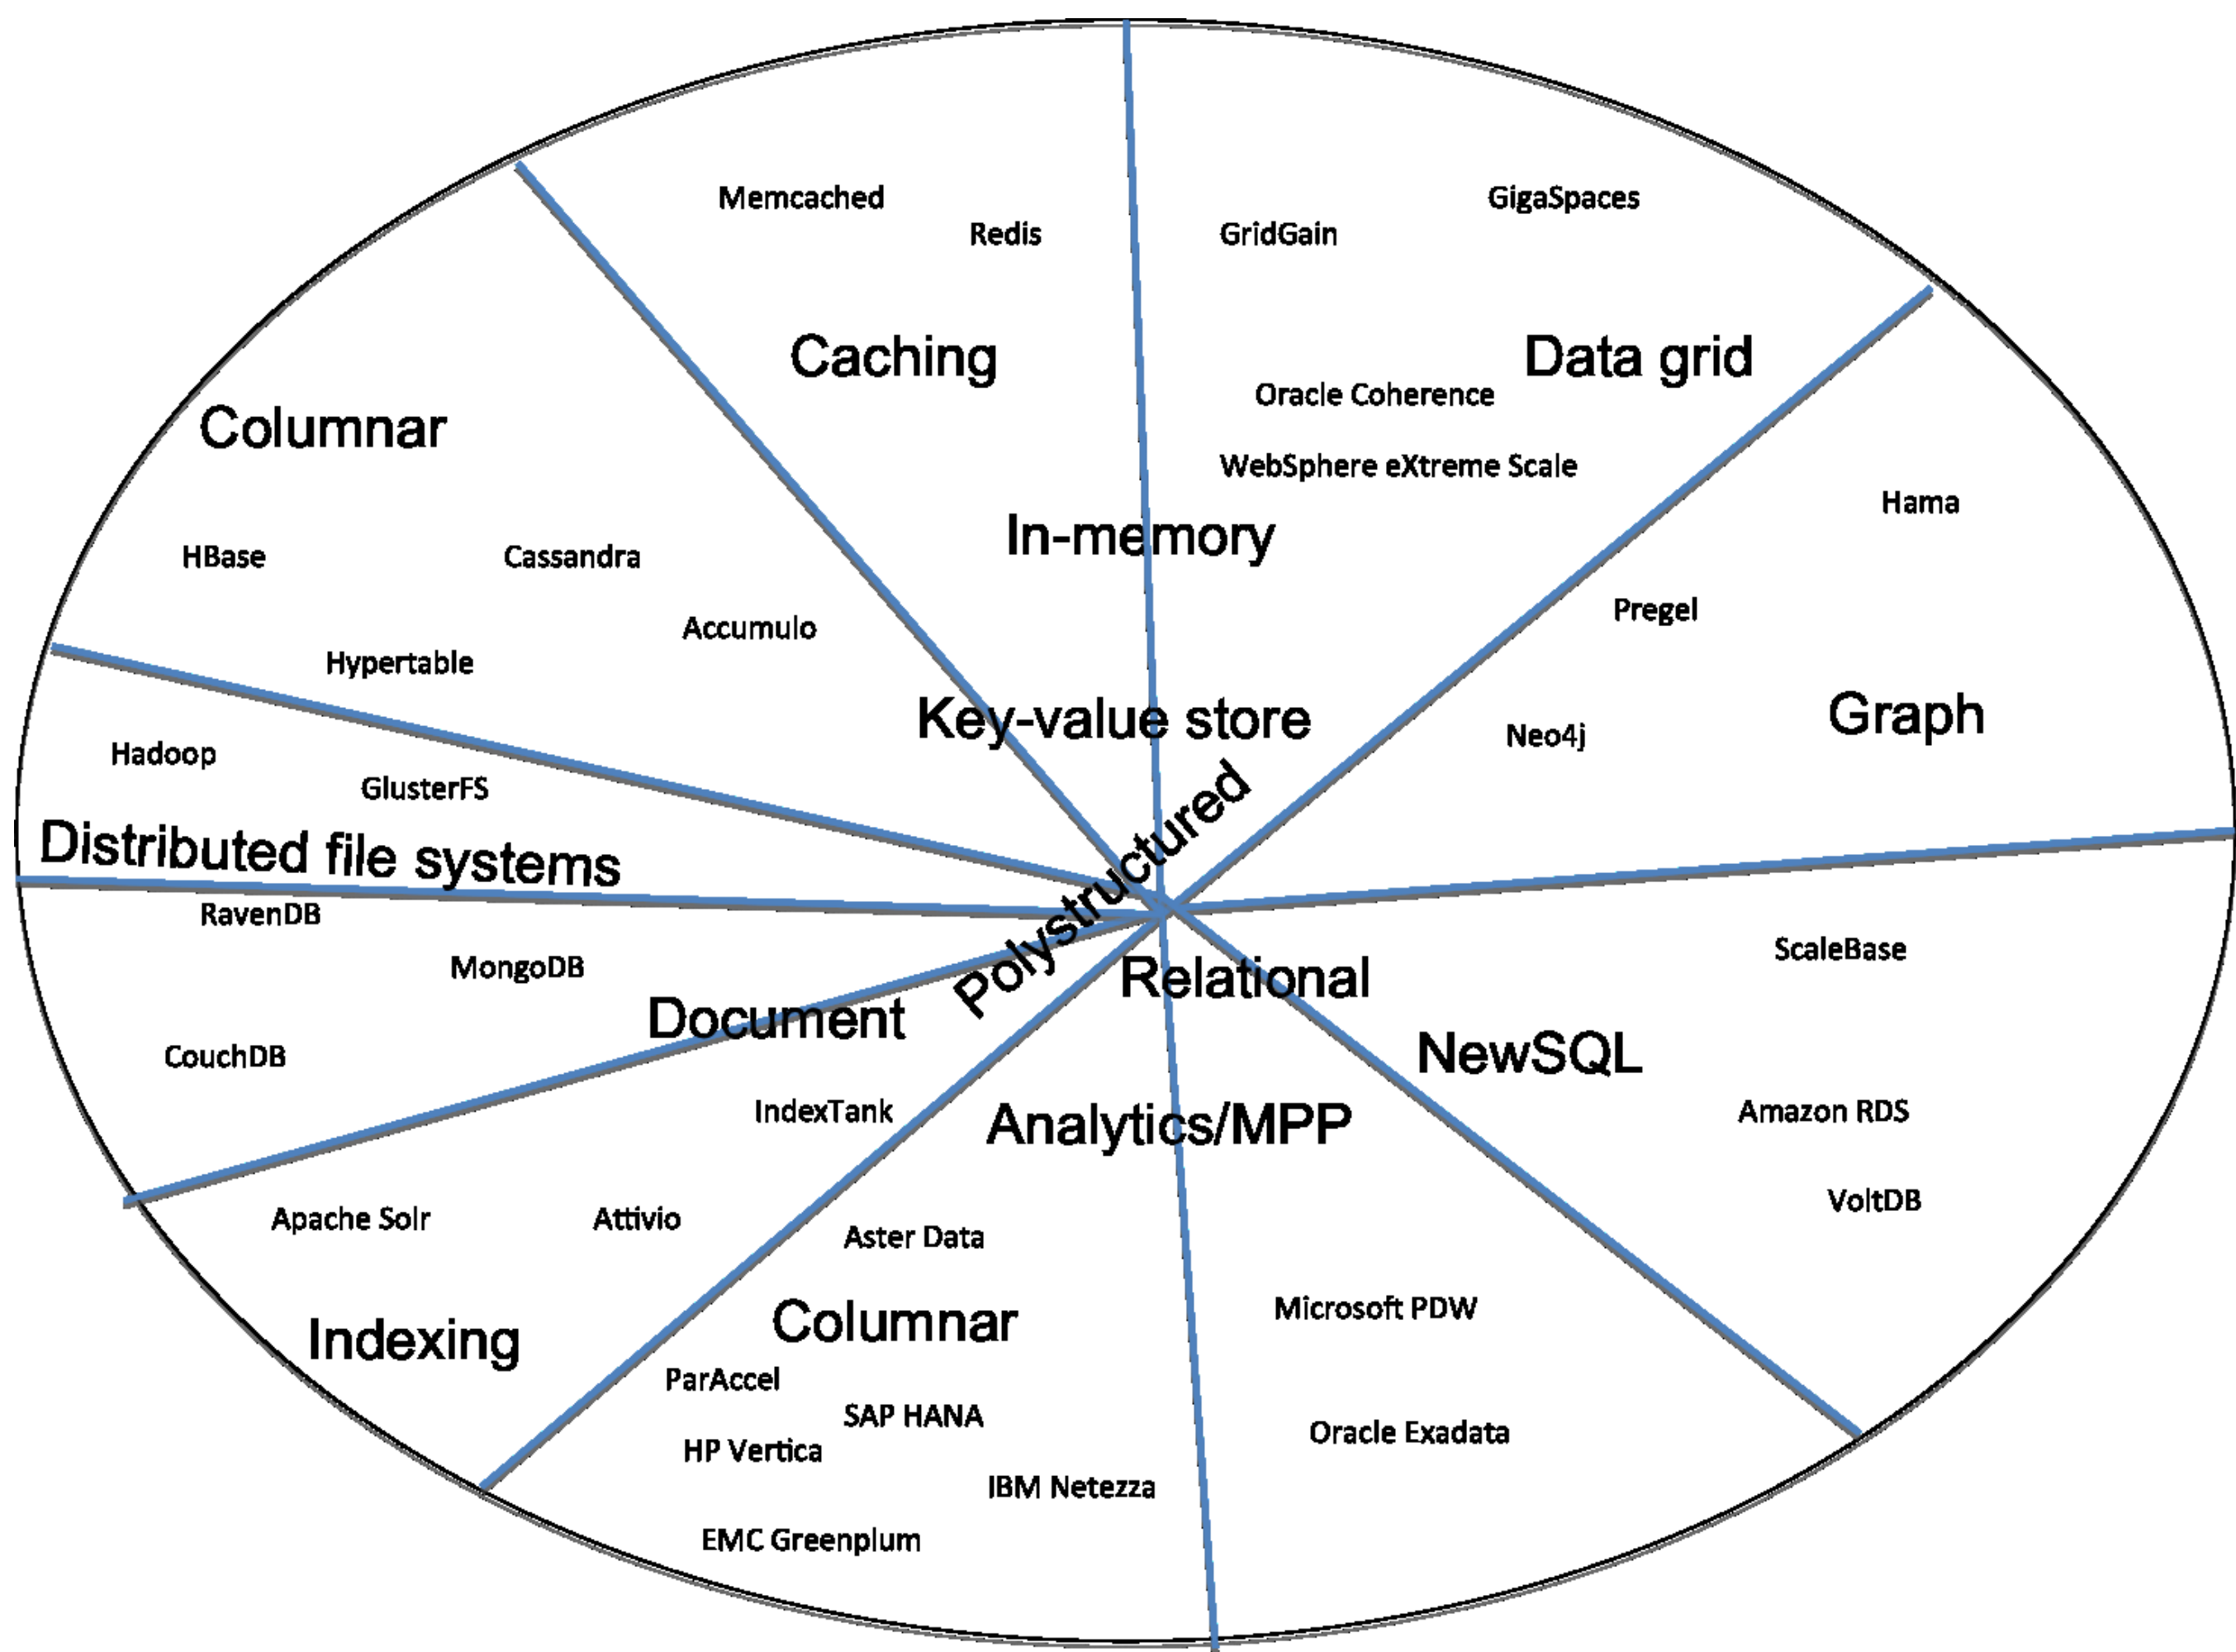 Memcached
GigaSpaces
Redis
GridGain
Caching
Data grid
Oracle Coherence
Columnar
WebSphere eXtreme Scale
Hama
In-memory
HBase
Cassandra
Pregel
Accumulo
Hypertable
Key-value store
Graph
Neo4j
Hadoop
GlusterFS
Polystructured
Distributed file systems
RavenDB
ScaleBase
MongoDB
Relational
Document
NewSQL
CouchDB
IndexTank
Analytics/MPP
Amazon RDS
VoltDB
Apache Solr
Attivio
Aster Data
Microsoft PDW
Columnar
Indexing
ParAccel
SAP HANA
Oracle Exadata
HP Vertica
IBM Netezza
EMC Greenplum